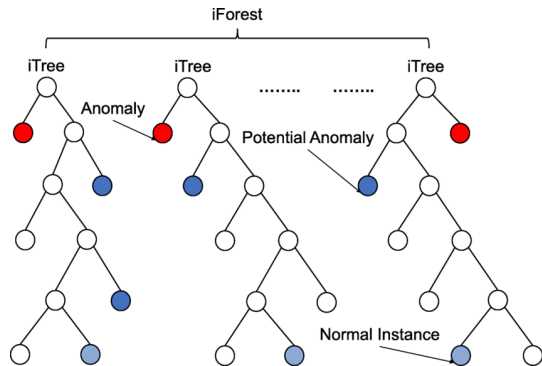 iForest
iTree
iTree
iTree
........ ........
Anomaly
Potential Anomaly
Normal Instance